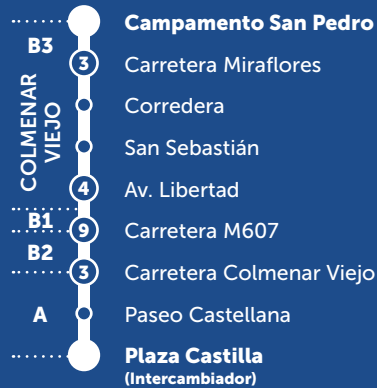 Campamento San Pedro
B3
3 Carretera Miraflores
COLMENAR
VIEJO
Corredera
San Sebastián
4 Av. Libertad
B1
9 Carretera M607
B2
3 Carretera Colmenar Viejo
A Paseo Castellana
Plaza Castilla
(Intercambiador)